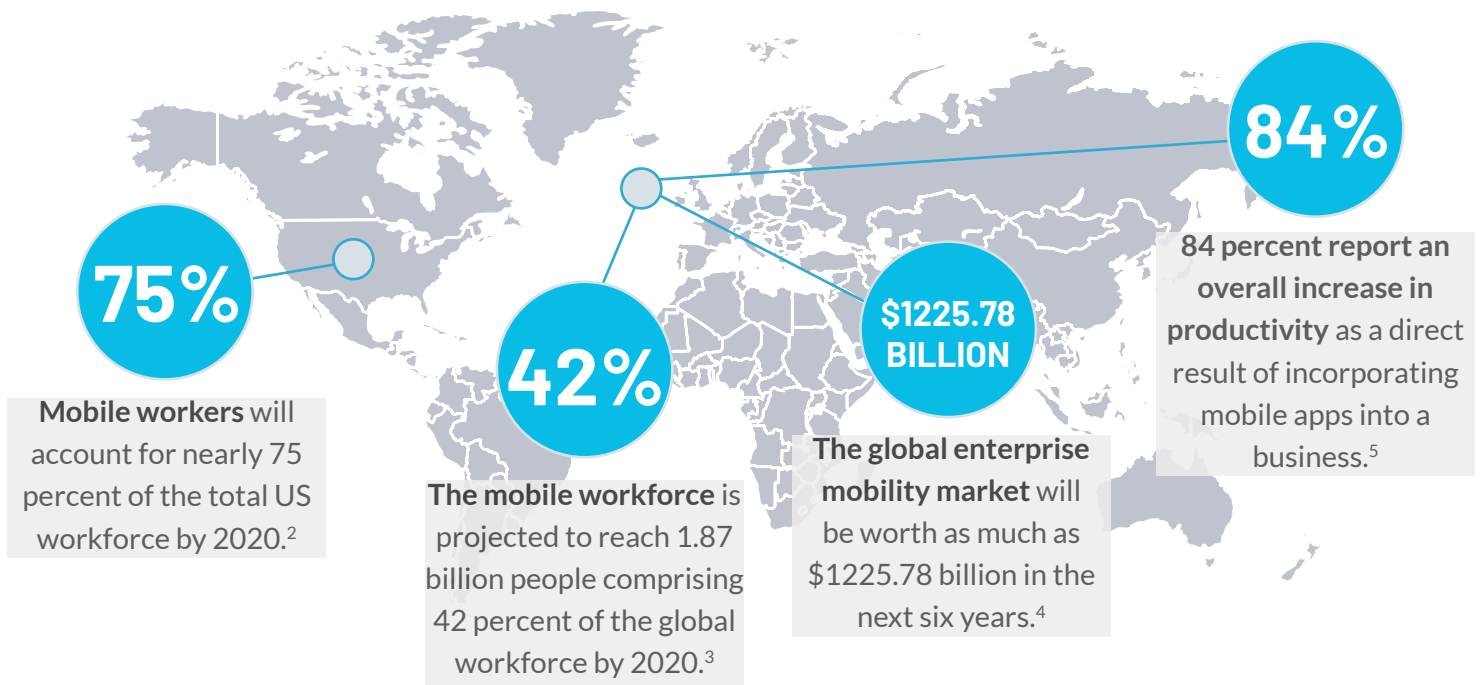 75%
Mobile workers will
account for nearly 75
percent of the total US
workforce by 2020.2
42%
The mobile workforce is
projected to reach 1.87
billion people comprising
42 percent of the global
workforce by 2020.3
$1225.78
BILLION
The global enterprise
mobility market will
be worth as much as
$1225.78 billion in the
next six years.4
84%
84 percent report an
overall increase in
productivity as a direct
result of incorporating
mobile apps into a
business.5